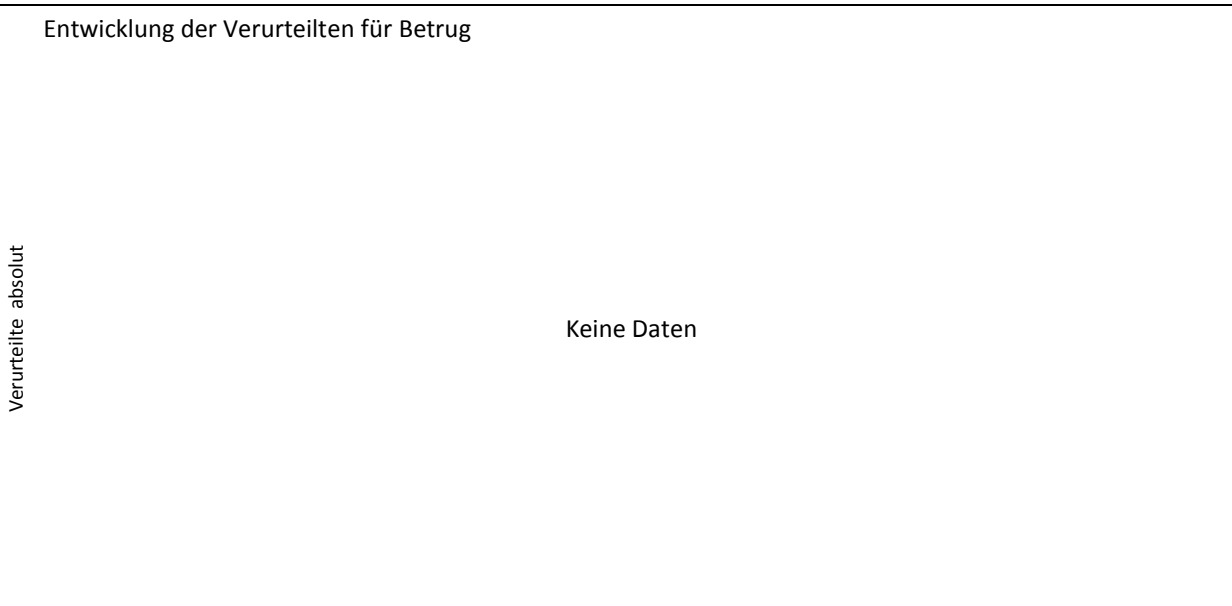 Entwicklung der Verurteilten für Betrug
Verurteilte absolut
Keine Daten